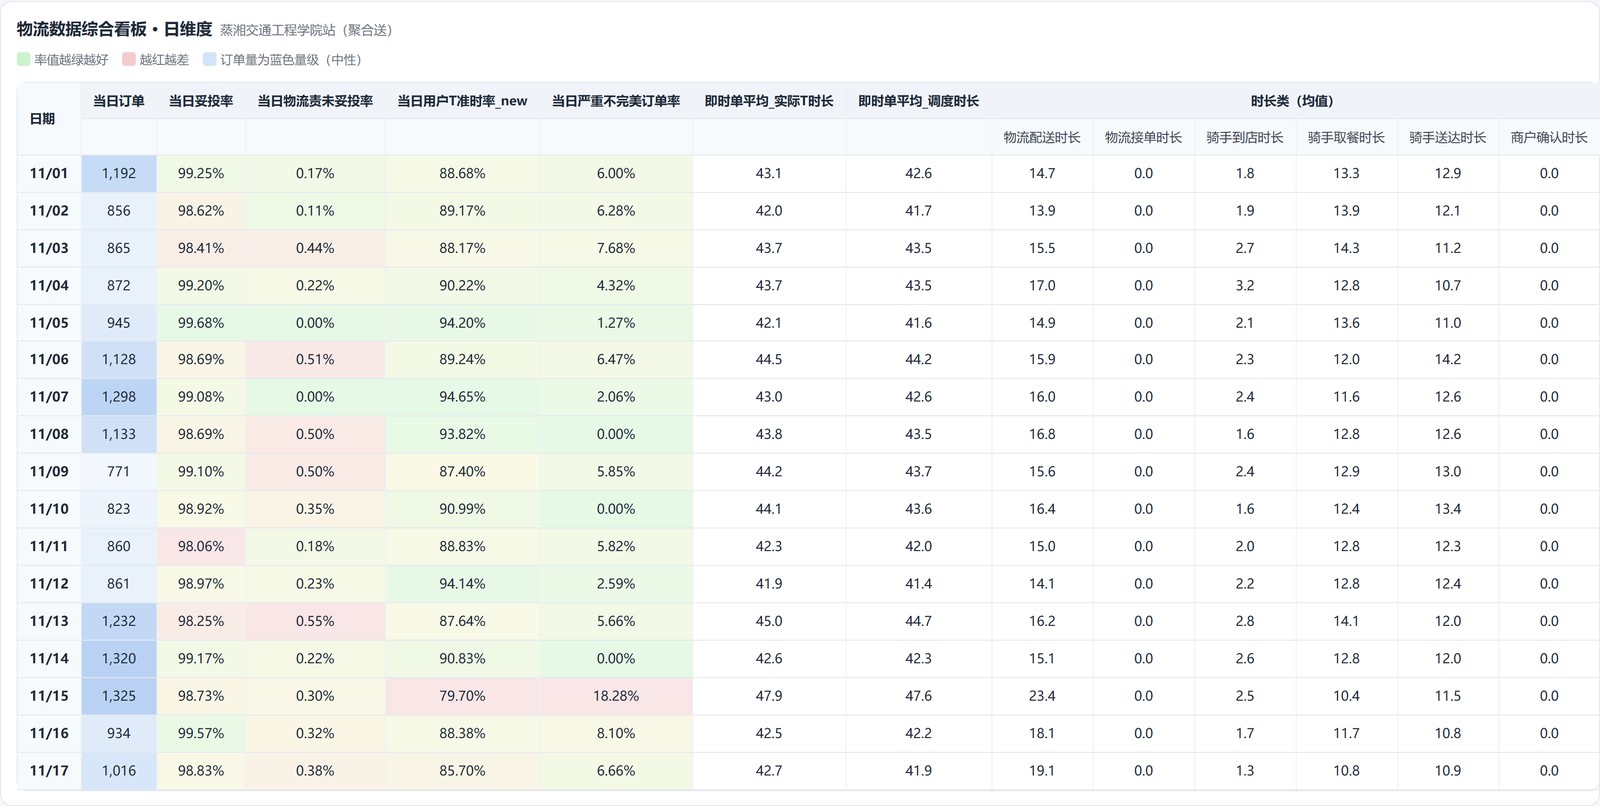 物流数据综合看板 • 日维度 蒸湘交通工程学院站（聚合送）
率值越绿越好 越红越差 订单量为蓝色量级（中性）
日期 当日订单 当日妥投率 当日物流责未妥投率 当日用户T准时率_new 当日严重不完美订单率 即时单平均_实际T时长 即时单平均_调度时长 时长类（均值）
物流配送时长 物流接单时长 骑手到店时长 骑手取餐时长 骑手送达时长 商户确认时长
11/01 1,192 99.25% 0.17% 88.68% 6.00% 43.1 42.6 14.7 0.0 1.8 13.3 12.9 0.0
11/02 856 98.62% 0.11% 89.17% 6.28% 42.0 41.7 13.9 0.0 1.9 13.9 12.1 0.0
11/03 865 98.41% 0.44% 88.17% 7.68% 43.7 43.5 15.5 0.0 2.7 14.3 11.2 0.0
11/04 872 99.20% 0.22% 90.22% 4.32% 43.7 43.5 17.0 0.0 3.2 12.8 10.7 0.0
11/05 945 99.68% 0.00% 94.20% 1.27% 42.1 41.6 14.9 0.0 2.1 13.6 11.0 0.0
11/06 1,128 98.69% 0.51% 89.24% 6.47% 44.5 44.2 15.9 0.0 2.3 12.0 14.2 0.0
11/07 1,298 99.08% 0.00% 94.65% 2.06% 43.0 42.6 16.0 0.0 2.4 11.6 12.6 0.0
11/08 1,133 98.69% 0.50% 93.82% 0.00% 43.8 43.5 16.8 0.0 1.6 12.8 12.6 0.0
11/09 771 99.10% 0.50% 87.40% 5.85% 44.2 43.7 15.6 0.0 2.4 12.9 13.0 0.0
11/10 823 98.92% 0.35% 90.99% 0.00% 44.1 43.6 16.4 0.0 1.6 12.4 13.4 0.0
11/11 860 98.06% 0.18% 88.83% 5.82% 42.3 42.0 15.0 0.0 2.0 12.8 12.3 0.0
11/12 861 98.97% 0.23% 94.14% 2.59% 41.9 41.4 14.1 0.0 2.2 12.8 12.4 0.0
11/13 1,232 98.25% 0.55% 87.64% 5.66% 45.0 44.7 16.2 0.0 2.8 14.1 12.0 0.0
11/14 1,320 99.17% 0.22% 90.83% 0.00% 42.6 42.3 15.1 0.0 2.6 12.8 12.0 0.0
11/15 1,325 98.73% 0.30% 79.70% 18.28% 47.9 47.6 23.4 0.0 2.5 10.4 11.5 0.0
11/16 934 99.57% 0.32% 88.38% 8.10% 42.5 42.2 18.1 0.0 1.7 11.7 10.8 0.0
11/17 1,016 98.83% 0.38% 85.70% 6.66% 42.7 41.9 19.1 0.0 1.3 10.8 10.9 0.0